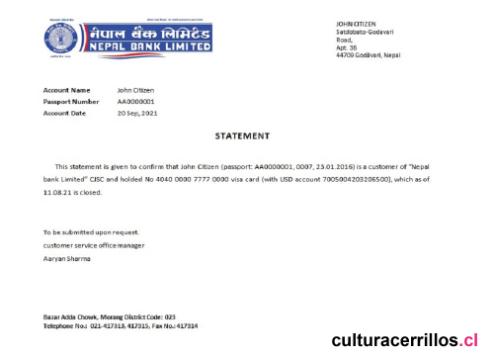 नेपाल बैंक लिमिटेड
NEPAL BANK LIMITED
JOHN CITIZEN
Satdobato-Godavari
Road,
Apt. 36
44709 Godavari, Nepal
Account Name John Citizen
Passport Number AA0000001
Account Date 20 Sep, 2021
STATEMENT
This statement is given to confirm that John Citizen (passport: AA0000001, 0007, 23.01.2016) is a customer of "Nepal
bank Limited" CJSC and holded No 4040 0000 7777 0000 visa card (with USD account 7005004203206500), which as of
11.08.21 is closed.
To be submitted upon request.
customer service office manager
Aaryan Sharma
Bazar Adda Chowk, Morang District Code: 023
Telephone No.: 021-417313, 417315, Fax No.: 417314
culturacerrillos.cl